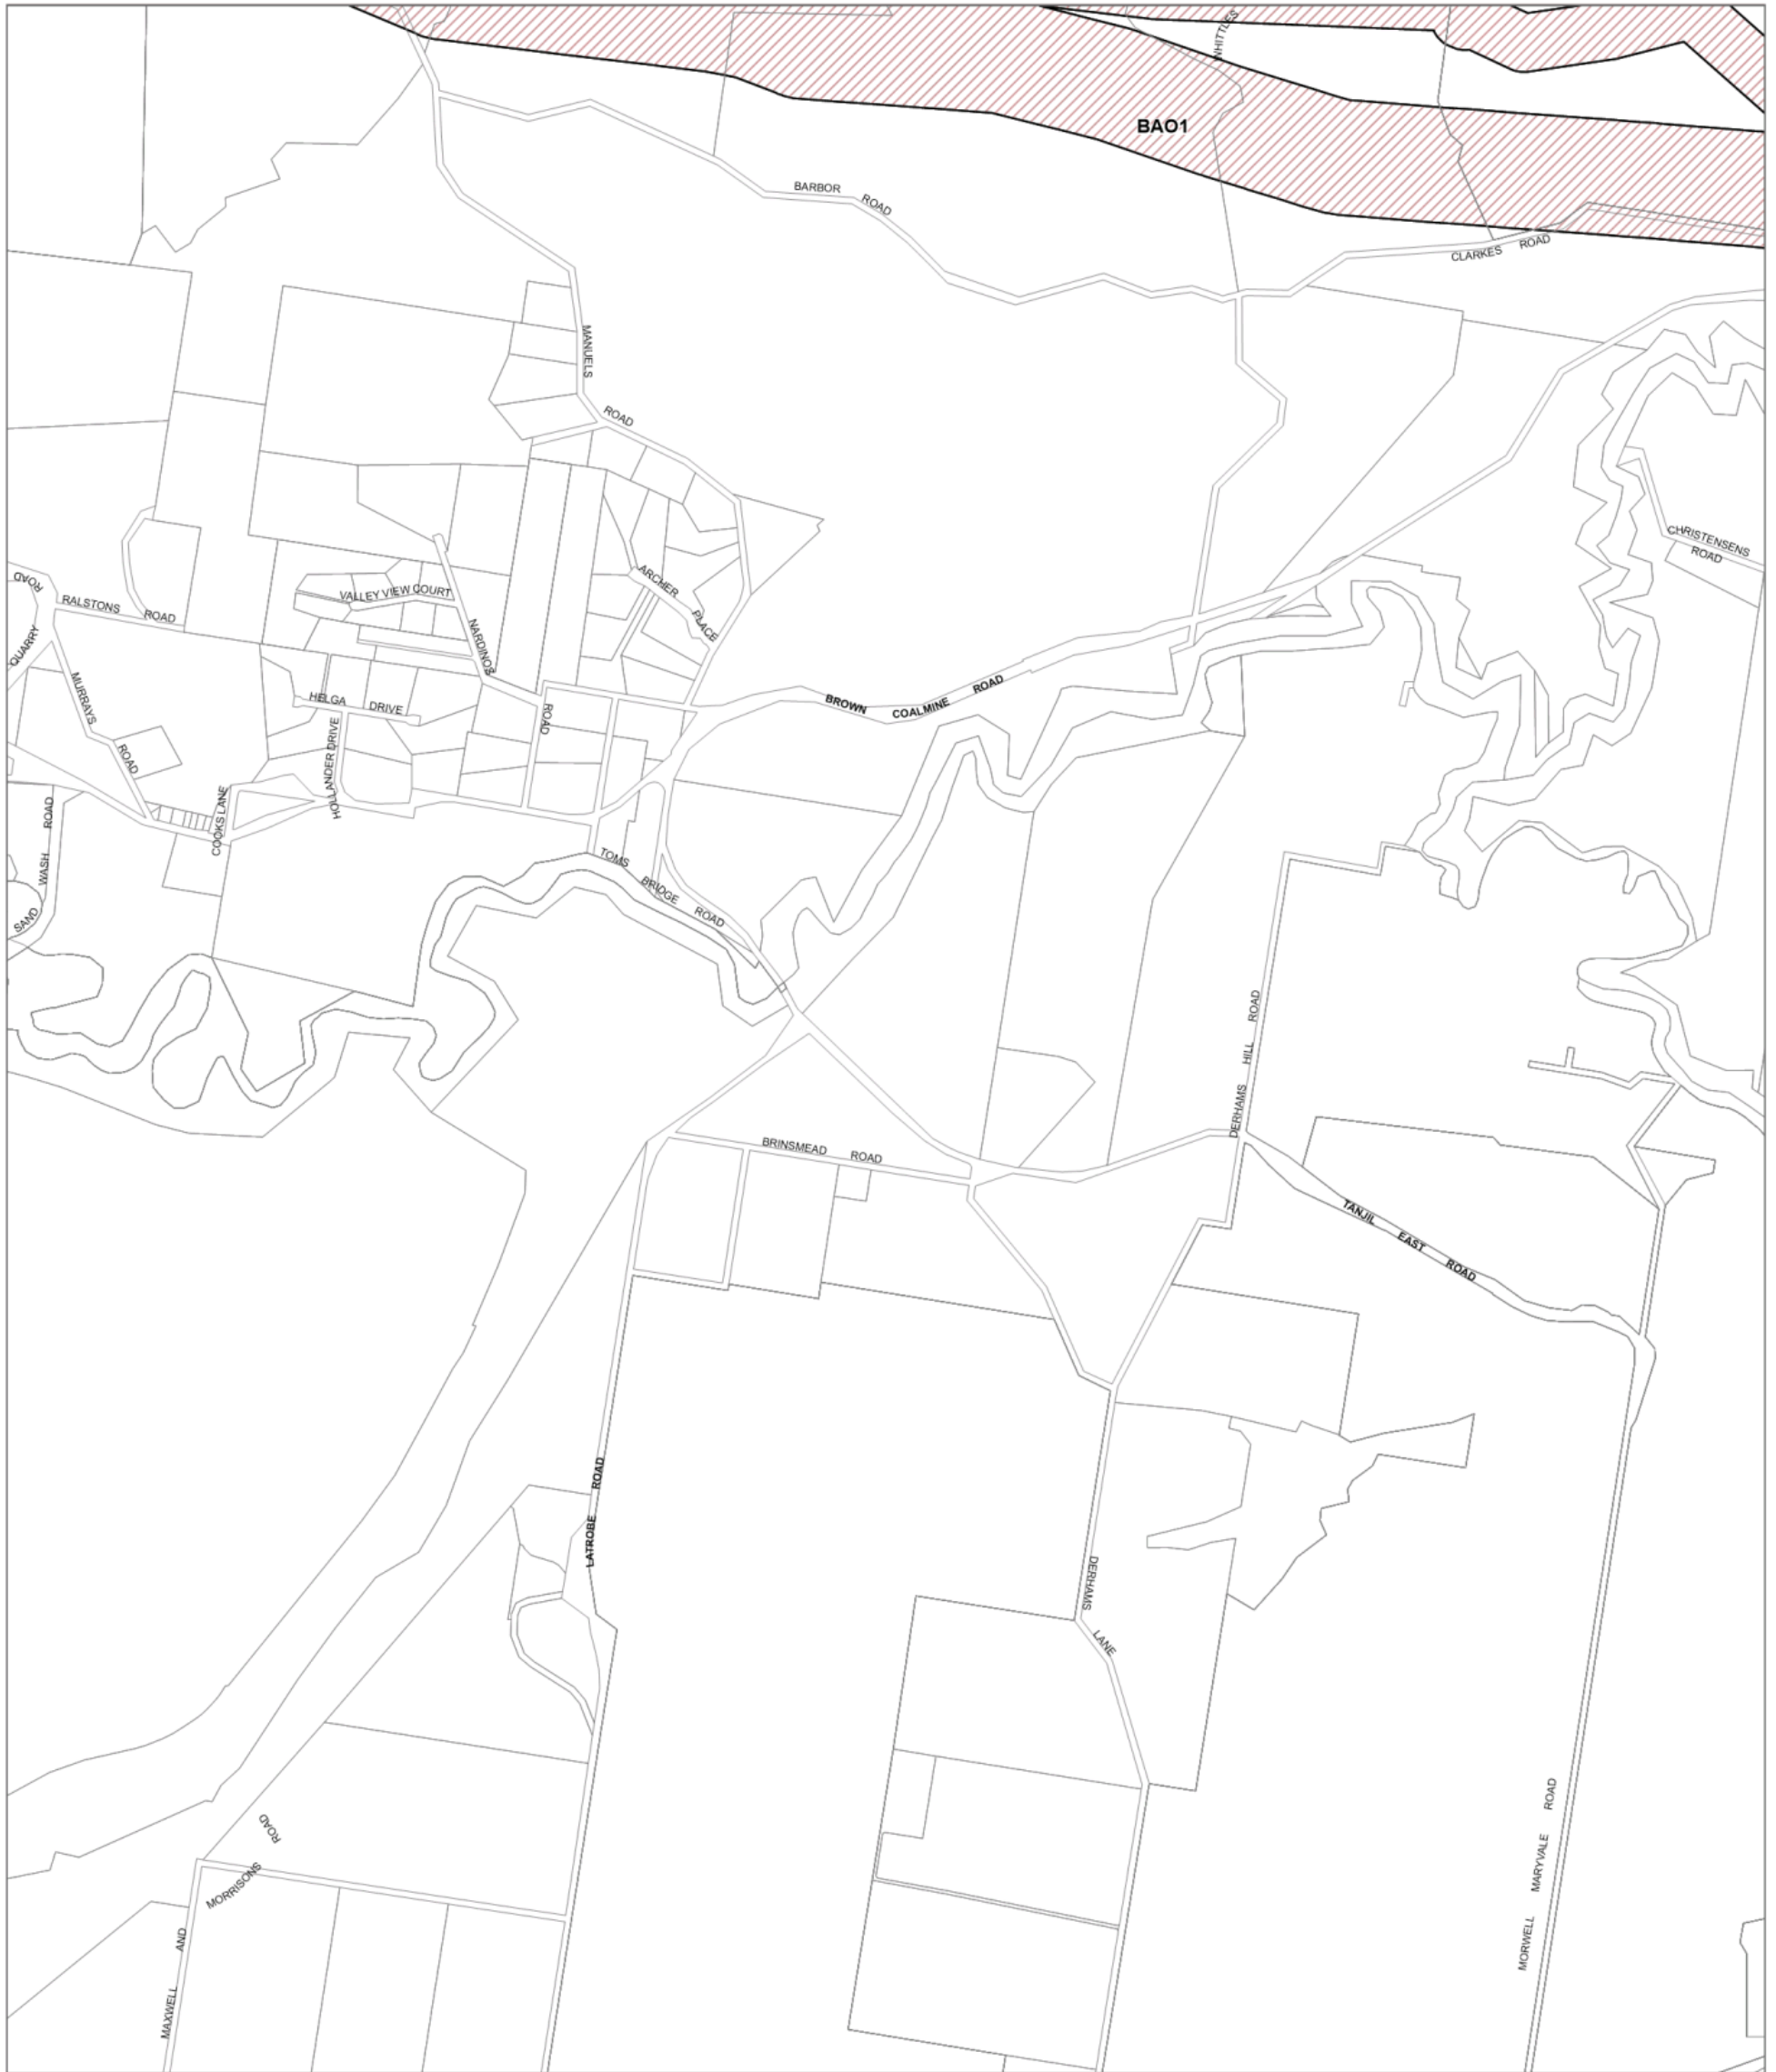 WHITTLES
BAO1
BARBOR ROAD
CLARKES ROAD
MANUELS ROAD
CHRISTENSENS ROAD
ARCHER PLACE
VALLEY VIEW COURT
QUARRY ROAD
RALSTONS ROAD
NARDINOS ROAD
MURRAYS ROAD
HELGA DRIVE
BROWN COALMINE ROAD
HOLLANDER DRIVE
COOKS LANE
SAND WASH ROAD
TOMS BRIDGE ROAD
DERHAMS HILL ROAD
BRINSMEAD ROAD
TANJIL EAST ROAD
LATROBE ROAD
DERHAMS LANE
MORWELL MARYVALE ROAD
MAXWELL AND MORRISONS ROAD